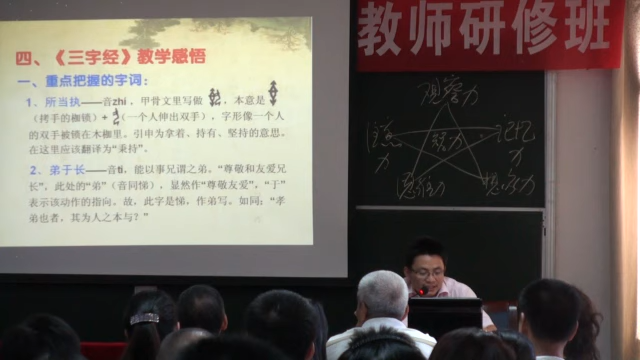 四、《三字经》教学感悟
一、重点把握的字词：
1、所当执——音zhí，甲骨文里写做 ，本意是
（拷手的枷锁）+ （一个人伸出双手），字形像一个人
的双手被锁在木枷里。引申为拿着、持有、坚持的意思。
在这里应该翻译为“秉持”。
2、弟于长——音tì，能以事兄谓之弟。“尊敬和友爱兄
长”，此处的“弟”（音同悌），显然作“尊敬友爱”，“于”
表示该动作的指向。故，此字是悌，作弟写。如同：“孝
弟也者，其为人之本与？”
教师研修班
观察力
注意力
记忆力
想象力